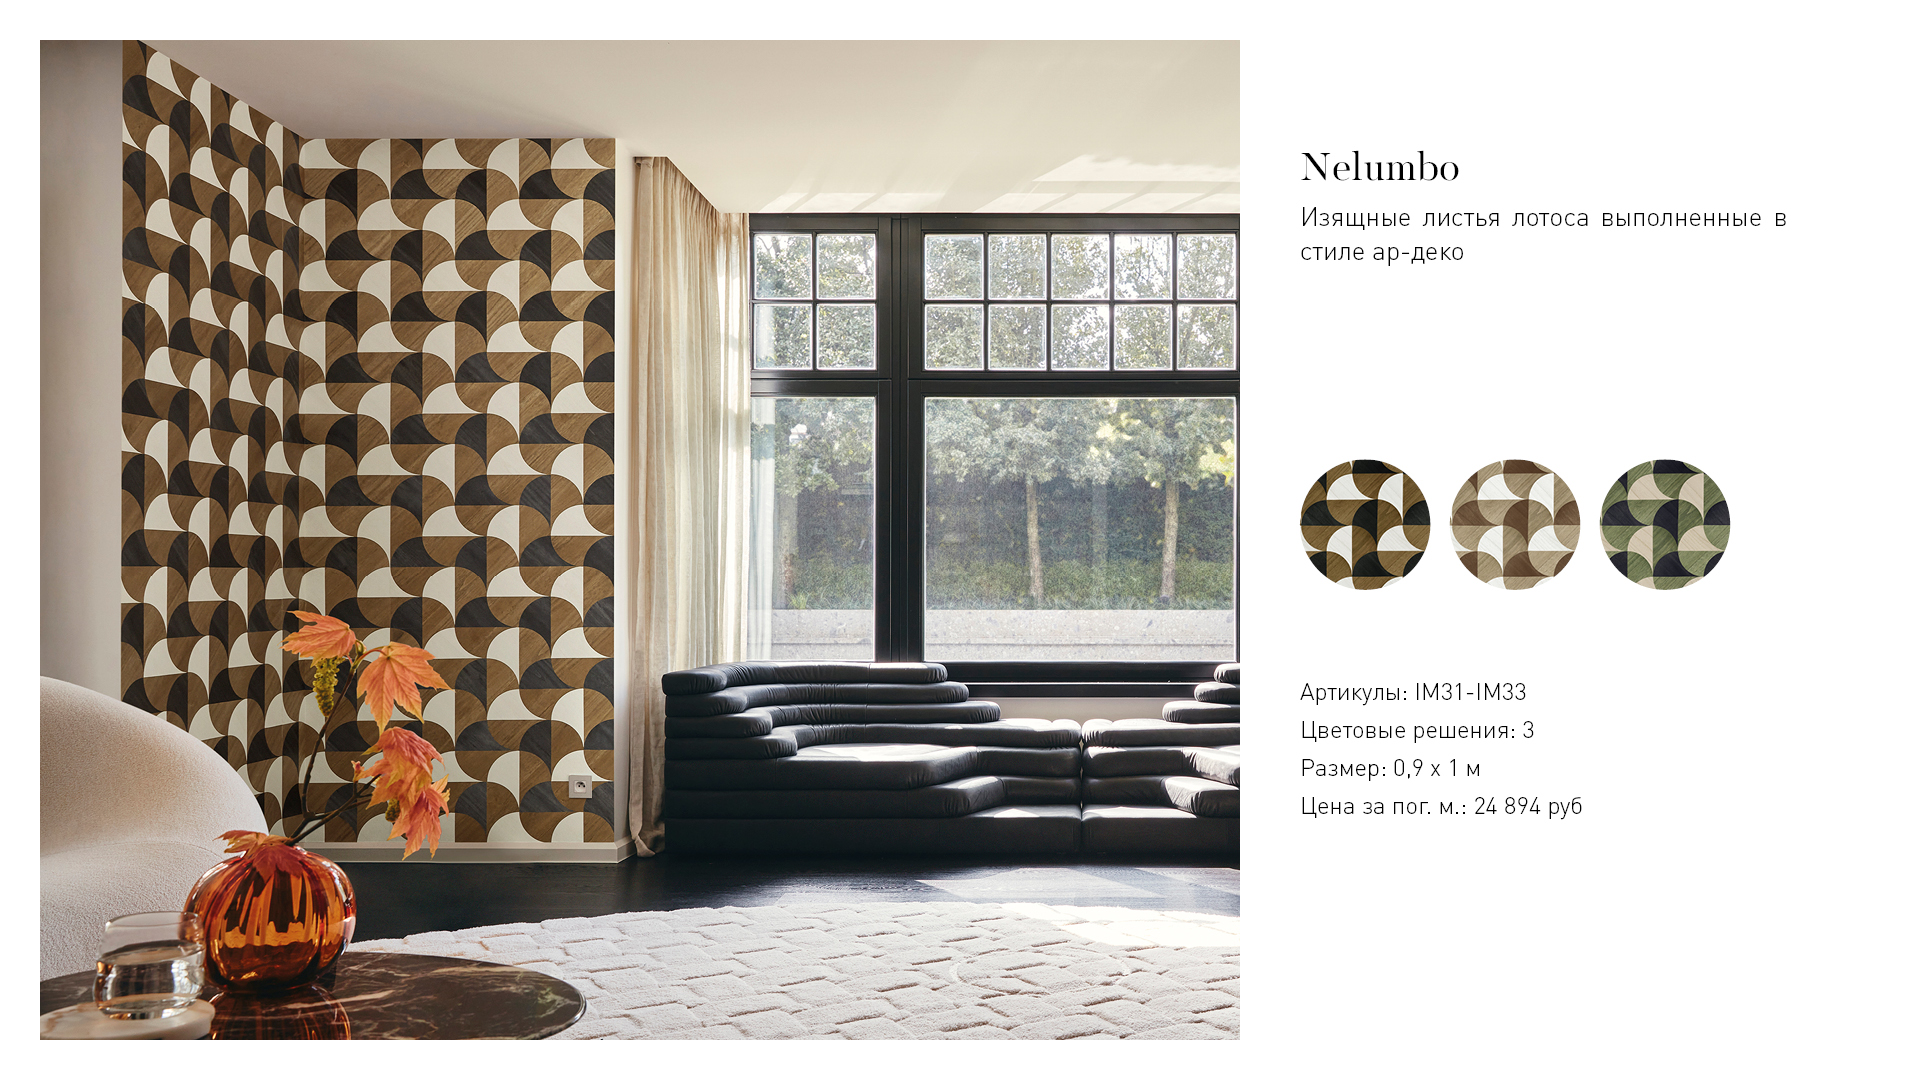 Nelumbo
Изящные листья лотоса выполненные в
стиле ар-деко
Артикулы: IM31-IM33
Цветовые решения: 3
Размер: 0,9 x 1 м
Цена за пог. м.: 24 894 руб